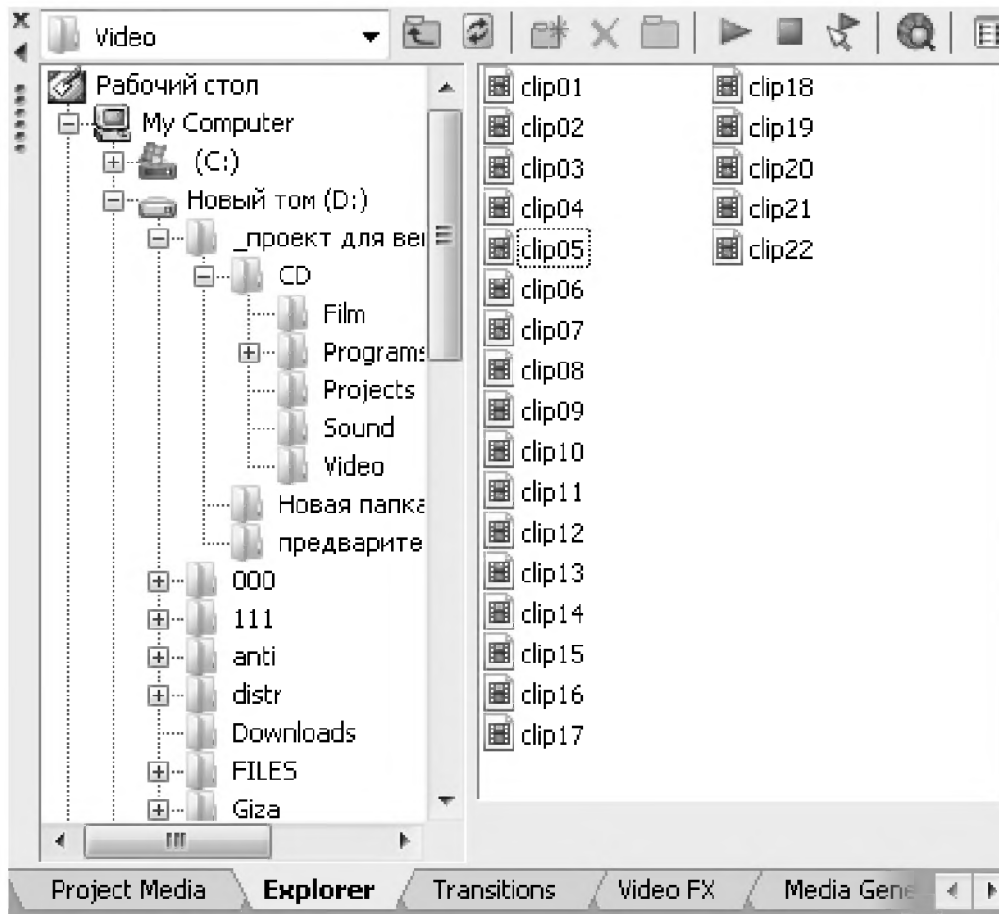 Video
Рабочий стол
My Computer
(C:)
Новый том (D:)
_проект для ве
CD
Film
Programs
Projects
Sound
Video
Новая папка
предварите
000
111
anti
distr
Downloads
FILES
Giza
clip01
clip02
clip03
clip04
clip05
clip06
clip07
clip08
clip09
clip10
clip11
clip12
clip13
clip14
clip15
clip16
clip17
clip18
clip19
clip20
clip21
clip22
Project Media Explorer Transitions Video FX Media Gene